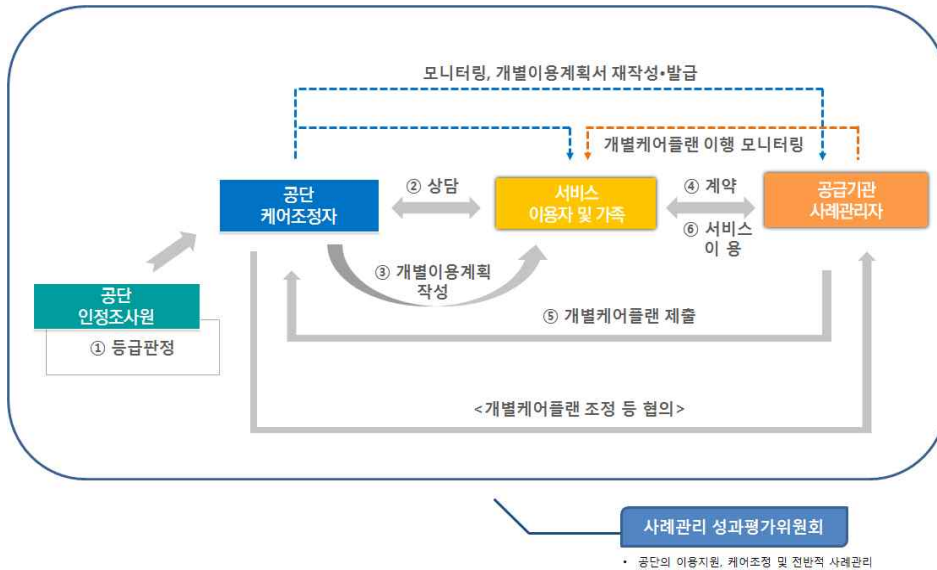 모니터링, 개별이용계획서 재작성•발급
개별케어플랜 이행 모니터링
공단
케어조정자
② 상담
서비스
이용자 및 가족
④ 계약
⑥ 서비스
이 용
공급기관
사례관리자
③ 개별이용계획
작성
공단
인정조사원
① 등급판정
⑤ 개별케어플랜 제출
<개별케어플랜 조정 등 협의>
사례관리 성과평가위원회
• 공단의 이용지원, 케어조정 및 전반적 사례관리